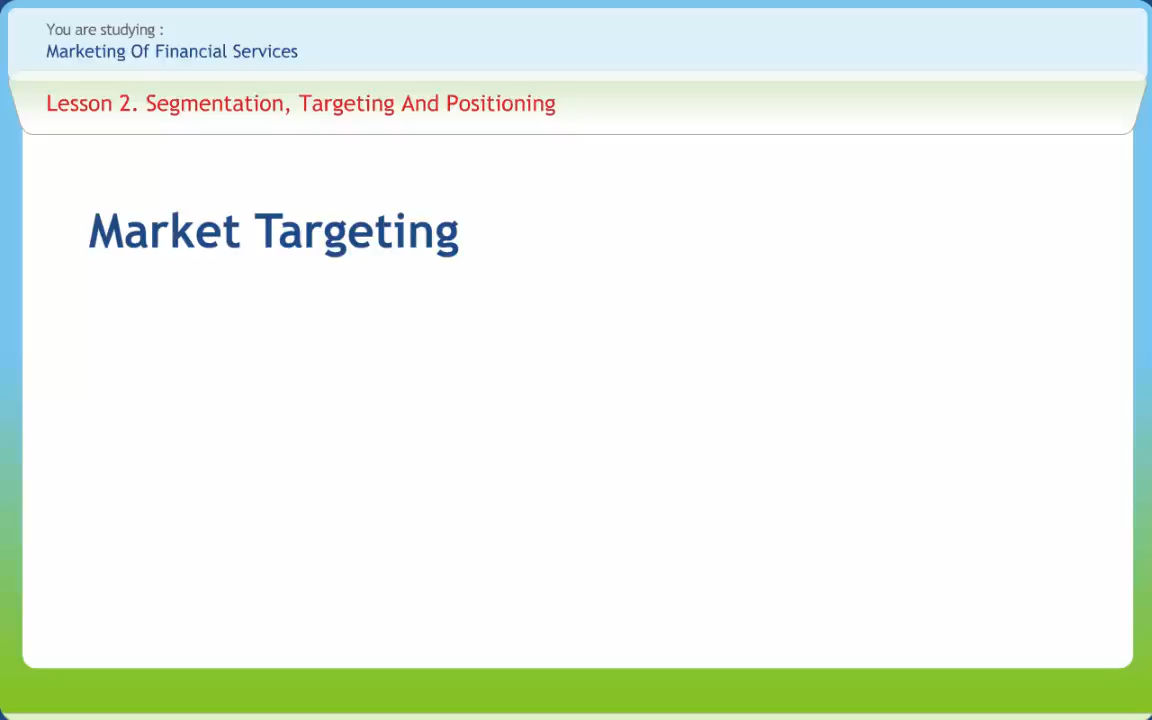 You are studying :
Marketing Of Financial Services
Lesson 2. Segmentation, Targeting And Positioning
Market Targeting